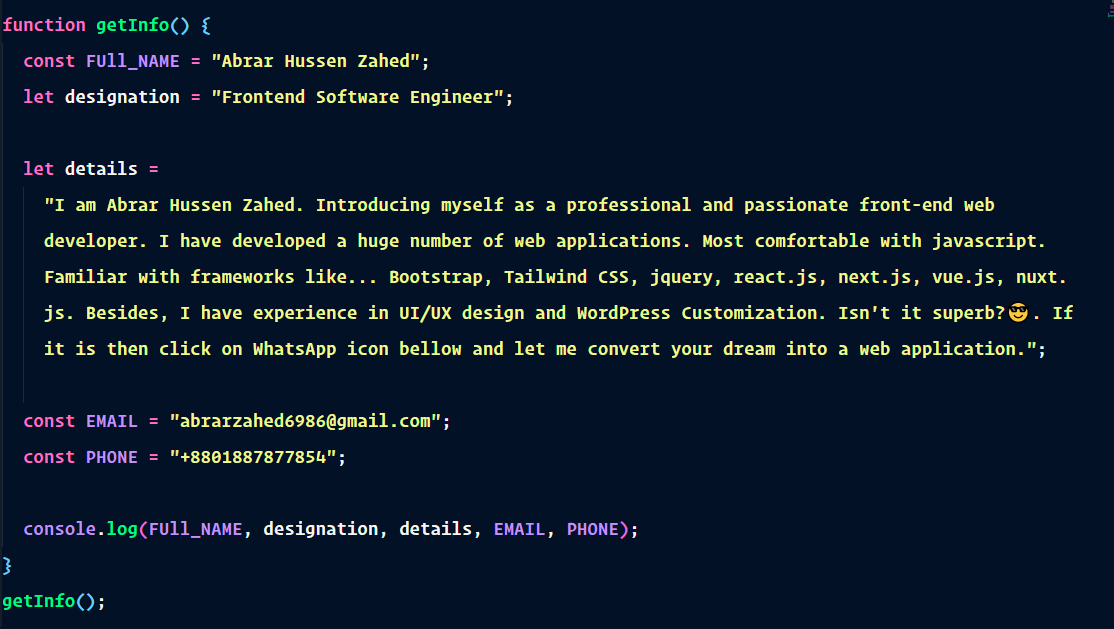 function getInfo() {
const FUll_NAME = "Abrar Hussen Zahed";
let designation = "Frontend Software Engineer";
let details =
"I am Abrar Hussen Zahed. Introducing myself as a professional and passionate front-end web
developer. I have developed a huge number of web applications. Most comfortable with javascript.
Familiar with frameworks like... Bootstrap, Tailwind CSS, jquery, react.js, next.js, vue.js, nuxt.
js. Besides, I have experience in UI/UX design and WordPress Customization. Isn't it superb?😎. If
it is then click on WhatsApp icon bellow and let me convert your dream into a web application.";
const EMAIL = "abrarzahed6986@gmail.com";
const PHONE = "+8801887877854";
console.log(FUll_NAME, designation, details, EMAIL, PHONE);
}
getInfo();